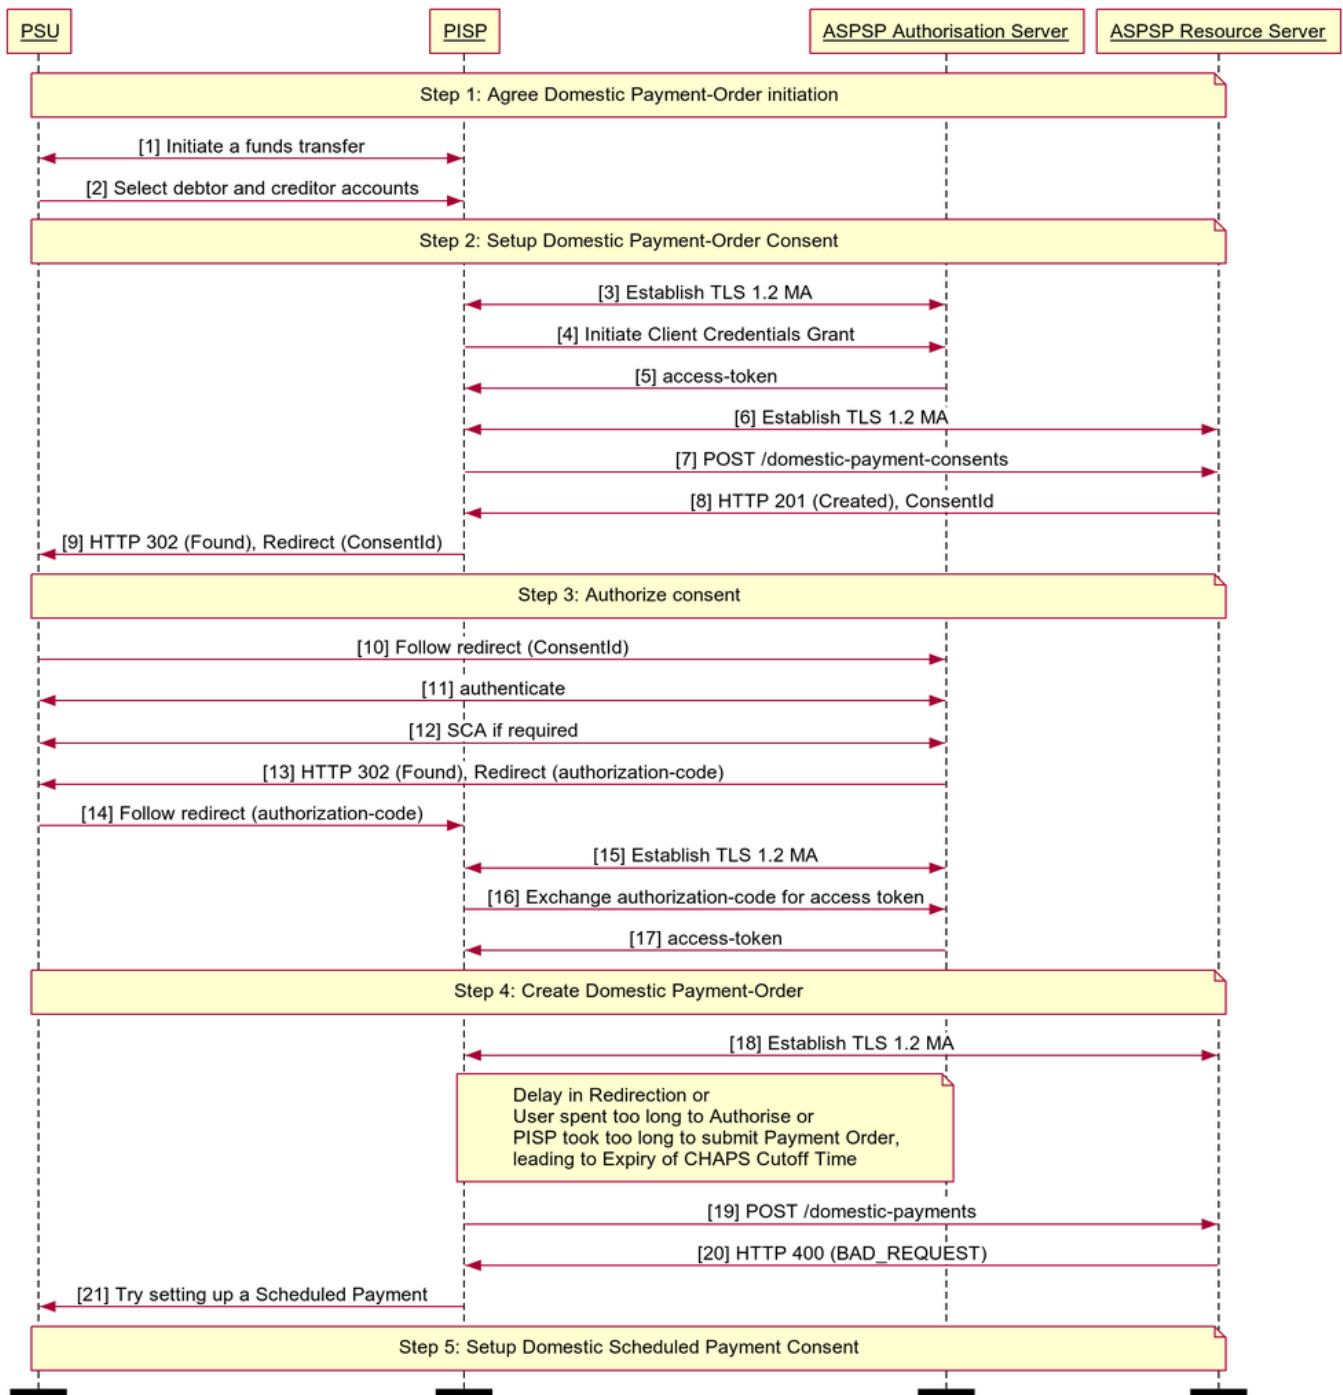 PSU
PISP
ASPSP Authorisation Server
ASPSP Resource Server
Step 1: Agree Domestic Payment-Order initiation
[1] Initiate a funds transfer
[2] Select debtor and creditor accounts
Step 2: Setup Domestic Payment-Order Consent
[3] Establish TLS 1.2 MA
[4] Initiate Client Credentials Grant
[5] access-token
[6] Establish TLS 1.2 MA
[7] POST /domestic-payment-consents
[8] HTTP 201 (Created), ConsentId
[9] HTTP 302 (Found), Redirect (ConsentId)
Step 3: Authorize consent
[10] Follow redirect (ConsentId)
[11] authenticate
[12] SCA if required
[13] HTTP 302 (Found), Redirect (authorization-code)
[14] Follow redirect (authorization-code)
[15] Establish TLS 1.2 MA
[16] Exchange authorization-code for access token
[17] access-token
Step 4: Create Domestic Payment-Order
[18] Establish TLS 1.2 MA
Delay in Redirection or
User spent too long to Authorise or
PISP took too long to submit Payment Order,
leading to Expiry of CHAPS Cutoff Time
[19] POST /domestic-payments
[20] HTTP 400 (BAD_REQUEST)
[21] Try setting up a Scheduled Payment
Step 5: Setup Domestic Scheduled Payment Consent